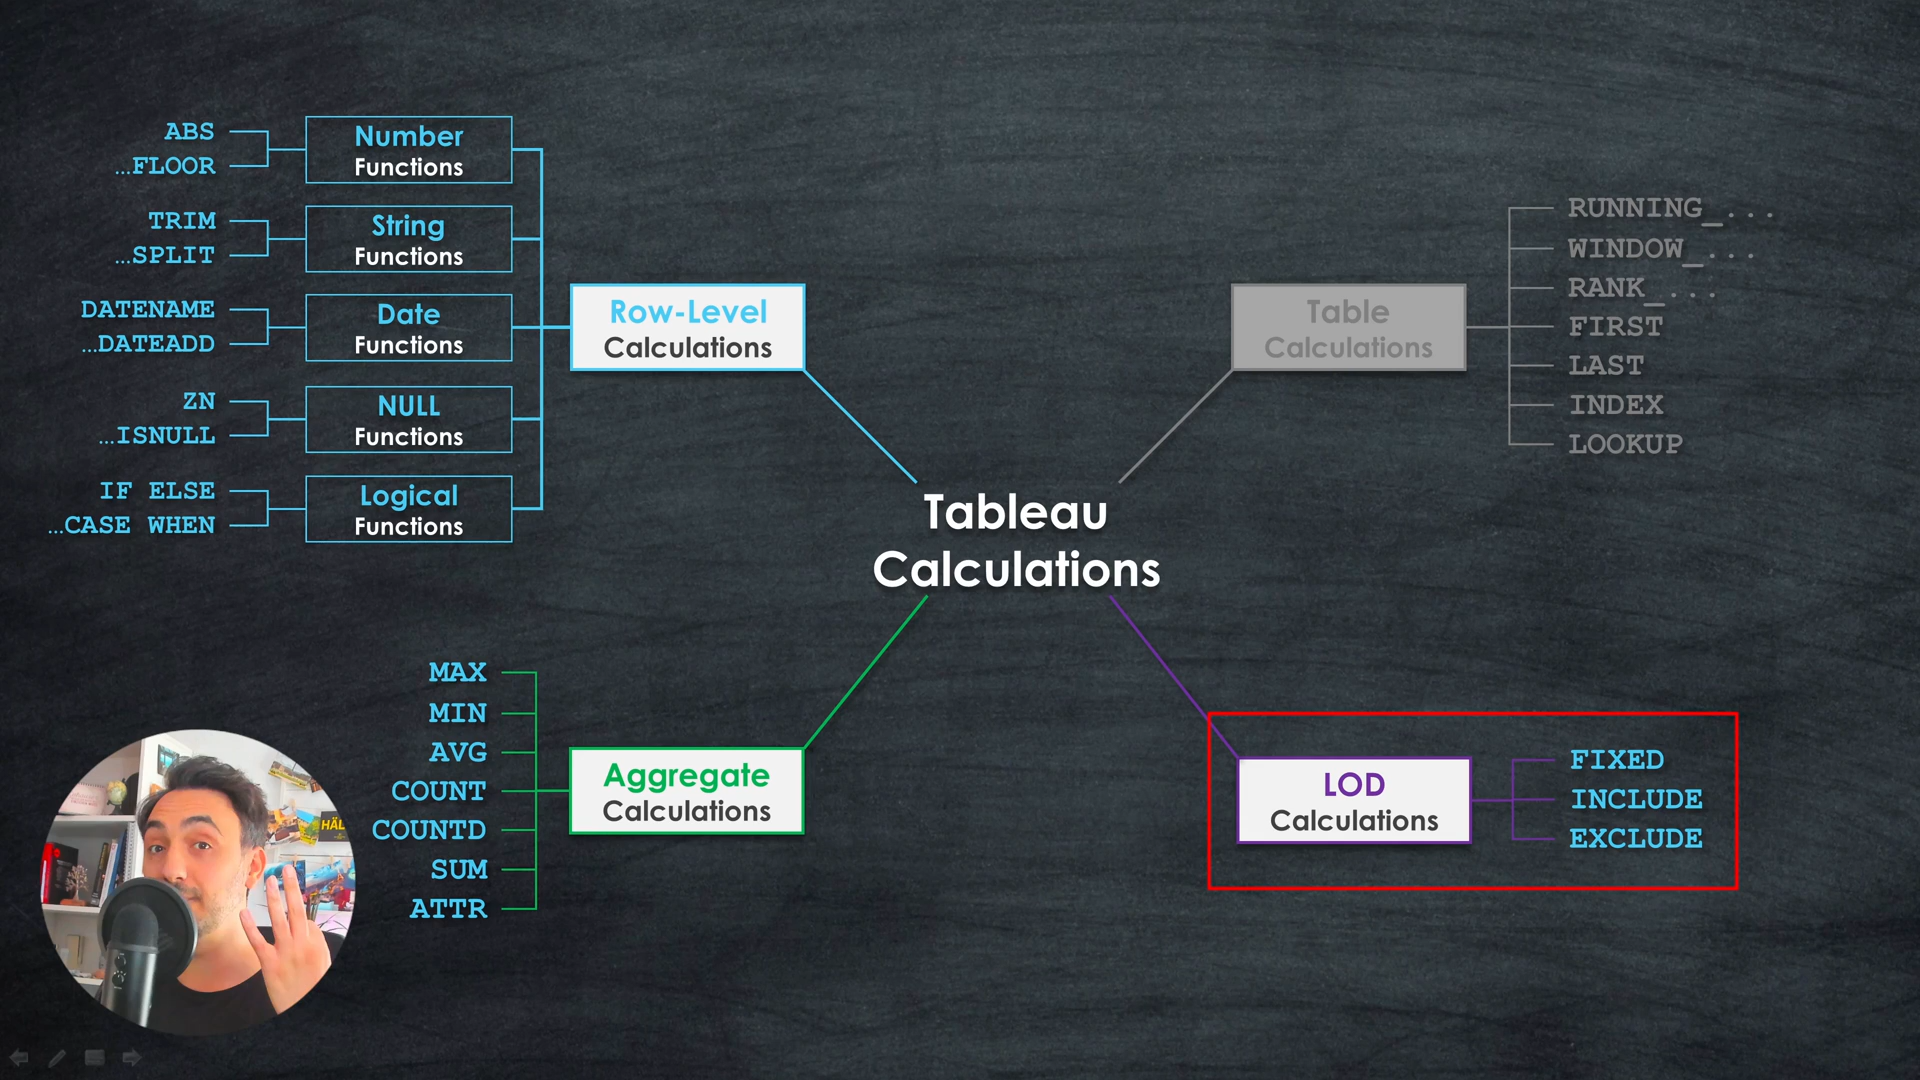 ABS
...FLOOR
Number
Functions
TRIM
...SPLIT
String
Functions
DATENAME
...DATEADD
Date
Functions
ZN
...ISNULL
NULL
Functions
IF ELSE
...CASE WHEN
Logical
Functions
Row-Level
Calculations
Table
Calculations
RUNNING_...
WINDOW_...
RANK_...
FIRST
LAST
INDEX
LOOKUP
Tableau
Calculations
MAX
MIN
AVG
COUNT
COUNTD
SUM
ATTR
Aggregate
Calculations
LOD
Calculations
FIXED
INCLUDE
EXCLUDE